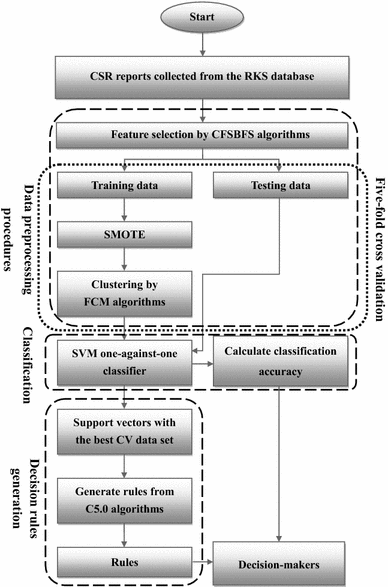 Start
CSR reports collected from the RKS database
Feature selection by CFSBFS algorithms
Training data
Testing data
SMOTE
Clustering by
FCM algorithms
Data preprocessing
procedures
Five-fold cross validation
SVM one-against-one
classifier
Calculate classification
accuracy
Classification
Support vectors with
the best CV data set
Generate rules from
C5.0 algorithms
Decision rules
generation
Rules
Decision-makers